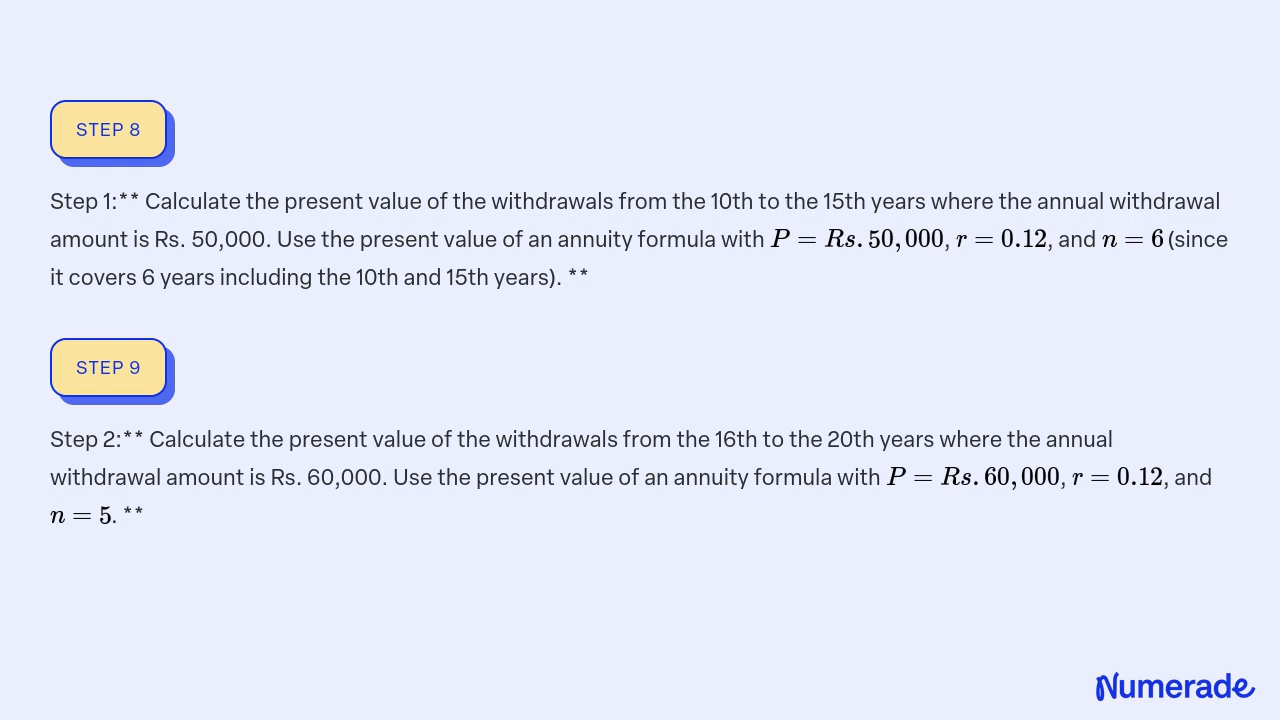 STEP 8
Step 1:** Calculate the present value of the withdrawals from the 10th to the 15th years where the annual withdrawal
amount is Rs. 50,000. Use the present value of an annuity formula with P = Rs. 50, 000, r = 0.12, and n = 6 (since
it covers 6 years including the 10th and 15th years). **
STEP 9
Step 2:** Calculate the present value of the withdrawals from the 16th to the 20th years where the annual
withdrawal amount is Rs. 60,000. Use the present value of an annuity formula with P = Rs. 60, 000, r = 0.12, and
n = 5. **
Numerade